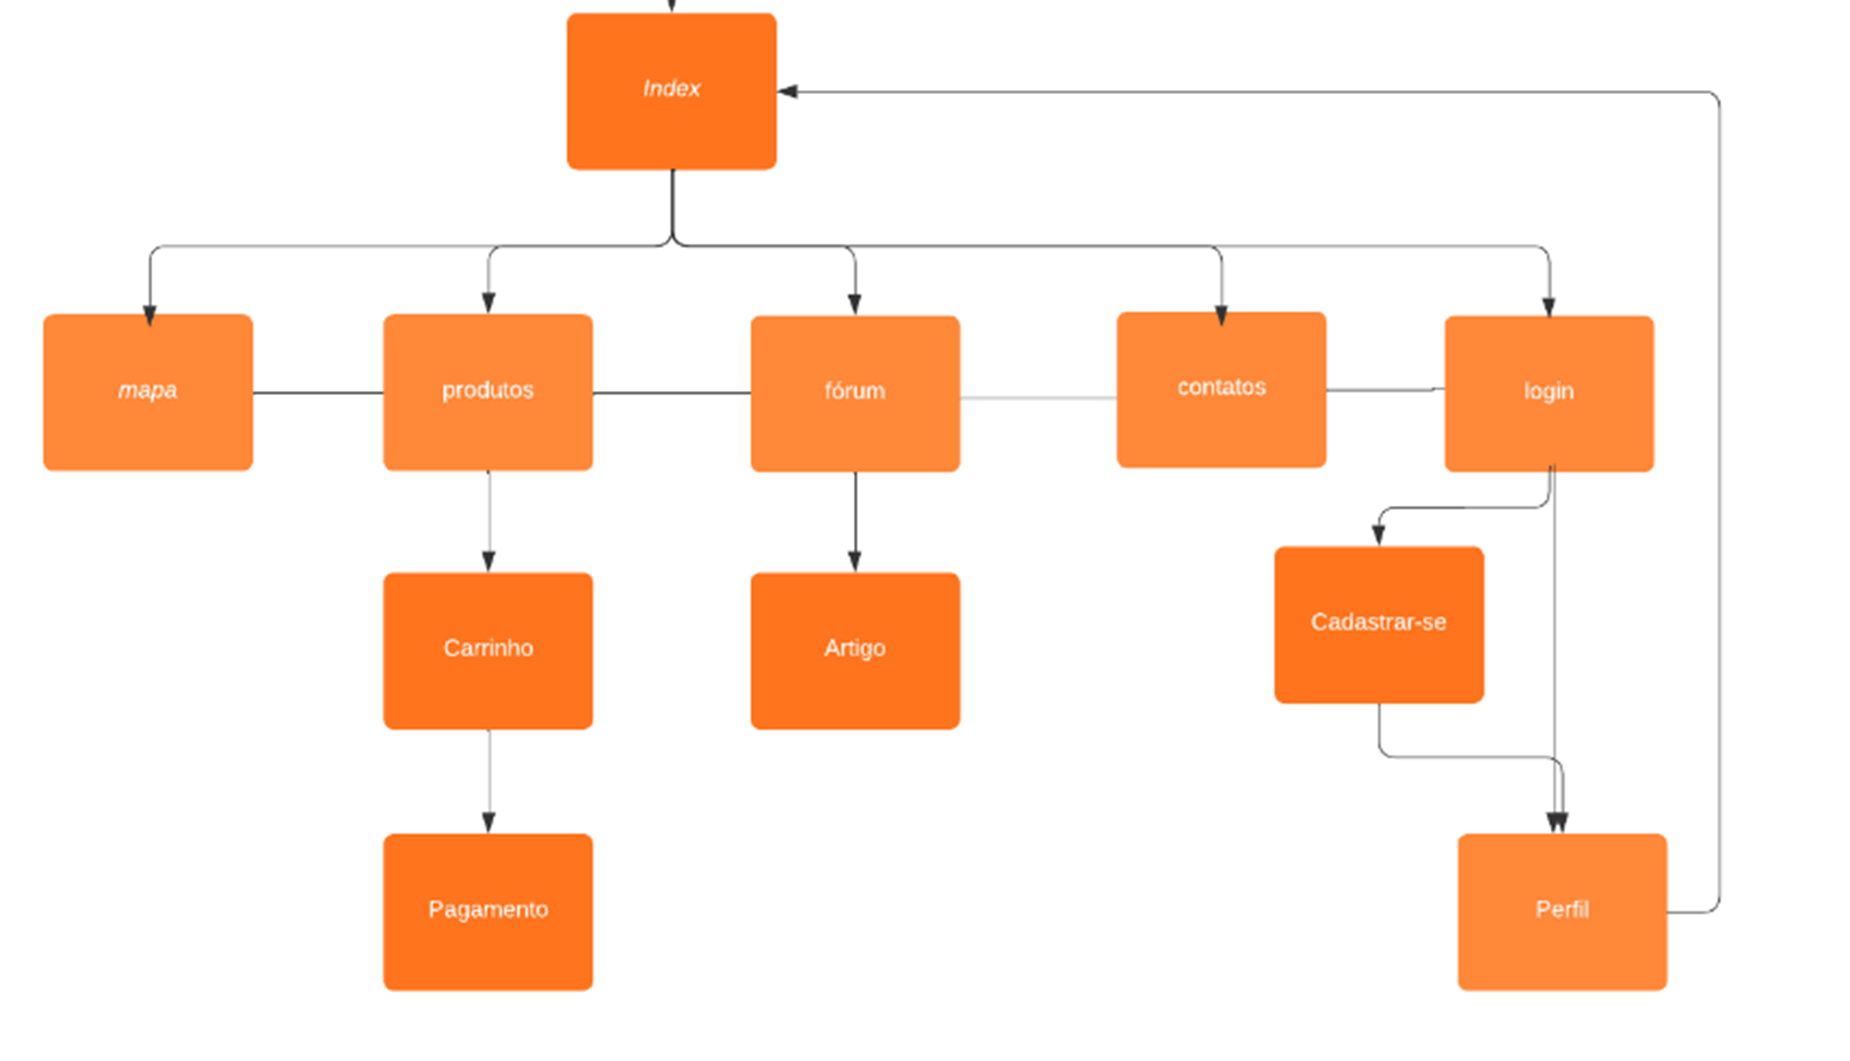 Index
mapa
produtos
fórum
contatos
login
Cadastrar-se
Carrinho
Artigo
Pagamento
Perfil